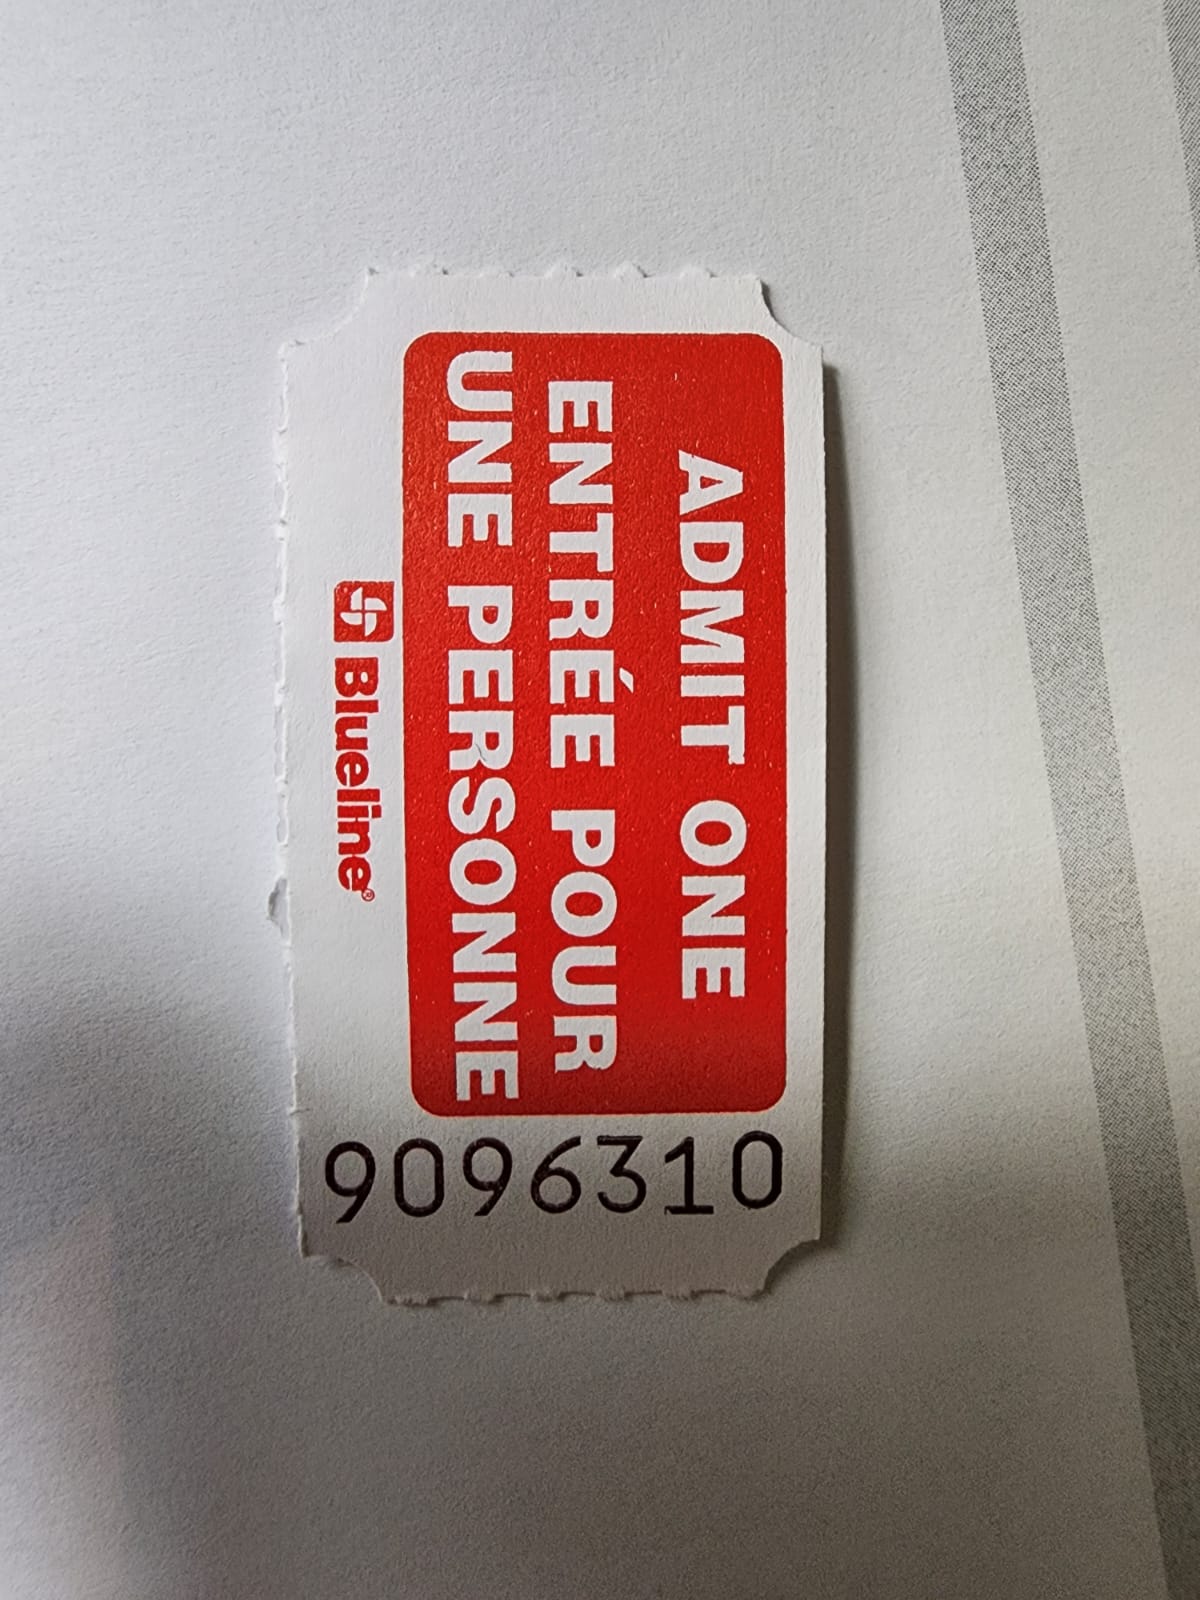 ADMIT ONE
ENTRÉE POUR
UNE PERSONNE
Blueline®
9096310